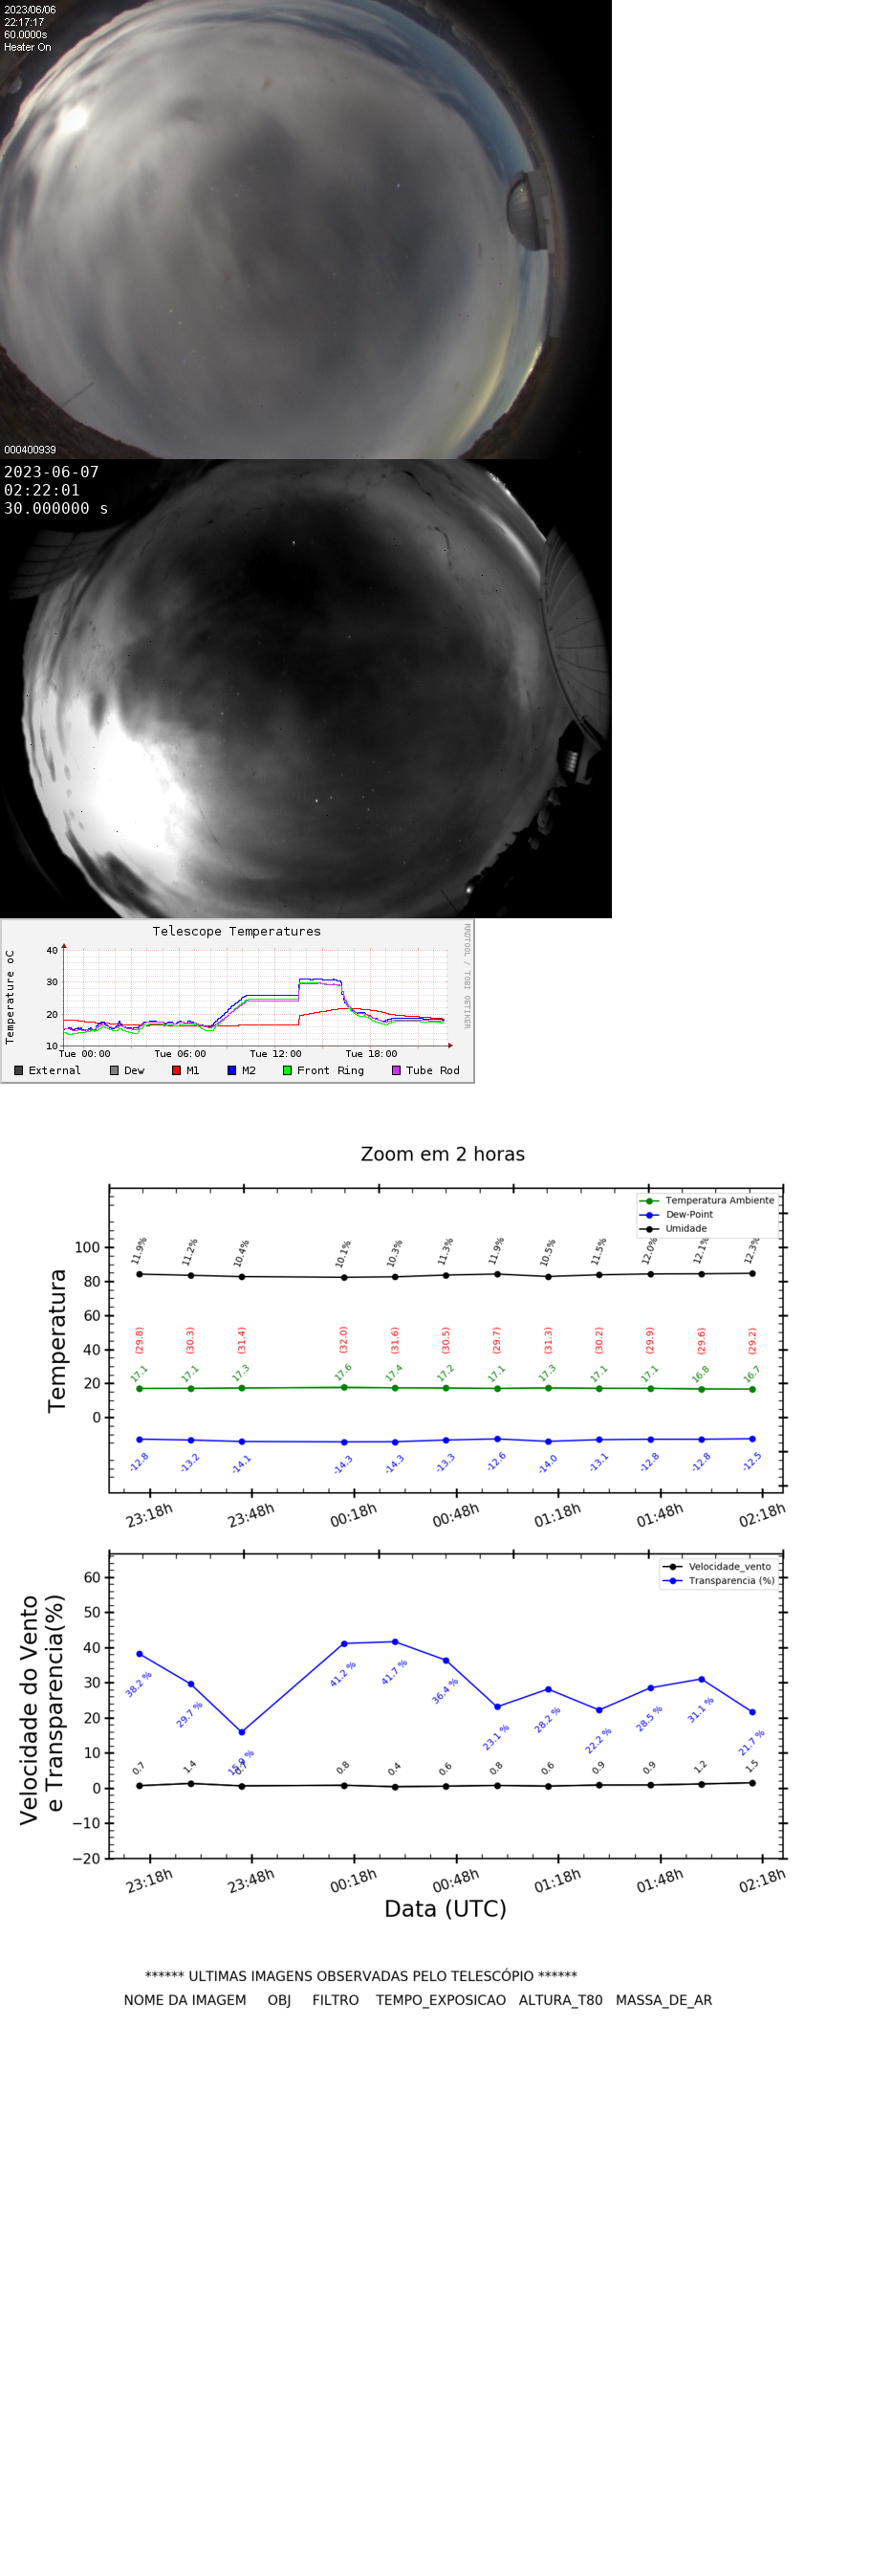 2023/06/06
22:17:17
60.0000s
Heater On
000400939
2023-06-07
02:22:01
30.000000 s
Telescope Temperatures
RRDTOOL / TOBI OETIKER
Temperature oC
40
30
20
10
Tue 00:00 Tue 06:00 Tue 12:00 Tue 18:00
External Dew M1 M2 Front Ring Tube Rod
Zoom em 2 horas
Temperatura Ambiente
Dew-Point
Umidade
Temperatura
100
80
60
40
20
0
11.9% 11.2% 10.4% 10.1% 10.3% 11.3% 11.9% 10.5% 11.5% 12.0% 12.1% 12.3%
(29.8) (30.3) (31.4) (32.0) (31.6) (30.5) (29.7) (31.3) (30.2) (29.9) (29.6) (29.2)
17.1 17.1 17.3 17.6 17.4 17.2 17.1 17.3 17.1 17.1 16.8 16.7
-12.8 -13.2 -14.1 -14.3 -14.3 -13.3 -12.6 -14.0 -13.1 -12.8 -12.8 -12.5
23:18h 23:48h 00:18h 00:48h 01:18h 01:48h 02:18h
Velocidade_vento
Transparencia (%)
Velocidade do Vento
e Transparencia(%)
60
50
40
30
20
10
0
−10
−20
38.2 % 29.7 % 41.2 % 41.7 % 36.4 % 23.1 % 28.2 % 22.2 % 28.5 % 31.1 % 21.7 %
0.7 1.4 0.8 0.4 0.6 0.8 0.6 0.9 0.9 1.2 1.5
23:18h 23:48h 00:18h 00:48h 01:18h 01:48h 02:18h
Data (UTC)
****** ULTIMAS IMAGENS OBSERVADAS PELO TELESCÓPIO ******
NOME DA IMAGEM OBJ FILTRO TEMPO_EXPOSICAO ALTURA_T80 MASSA_DE_AR